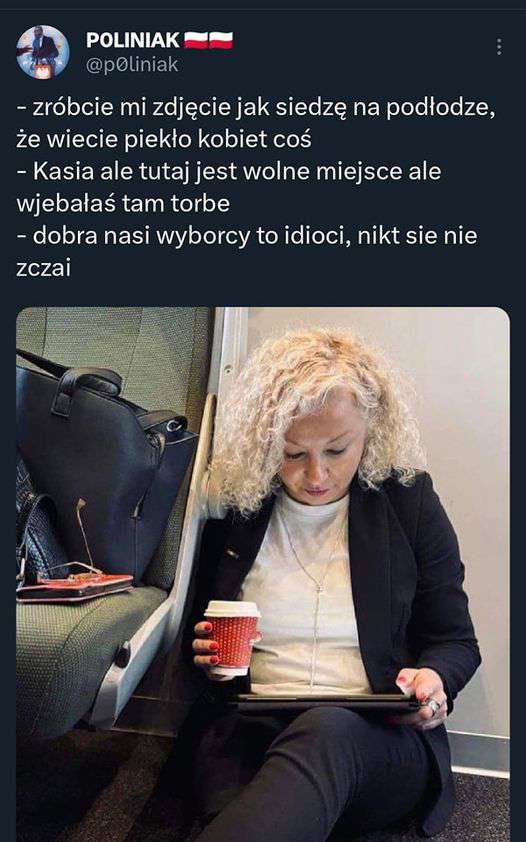 P0LINIAK 🇵🇱🇵🇱
@p0liniak
- zróbcie mi zdjęcie jak siedzę na podłodze,
że wiecie piekło kobiet coś
- Kasia ale tutaj jest wolne miejsce ale
wjebałaś tam torbe
- dobra nasi wyborcy to idioci, nikt sie nie
zczai